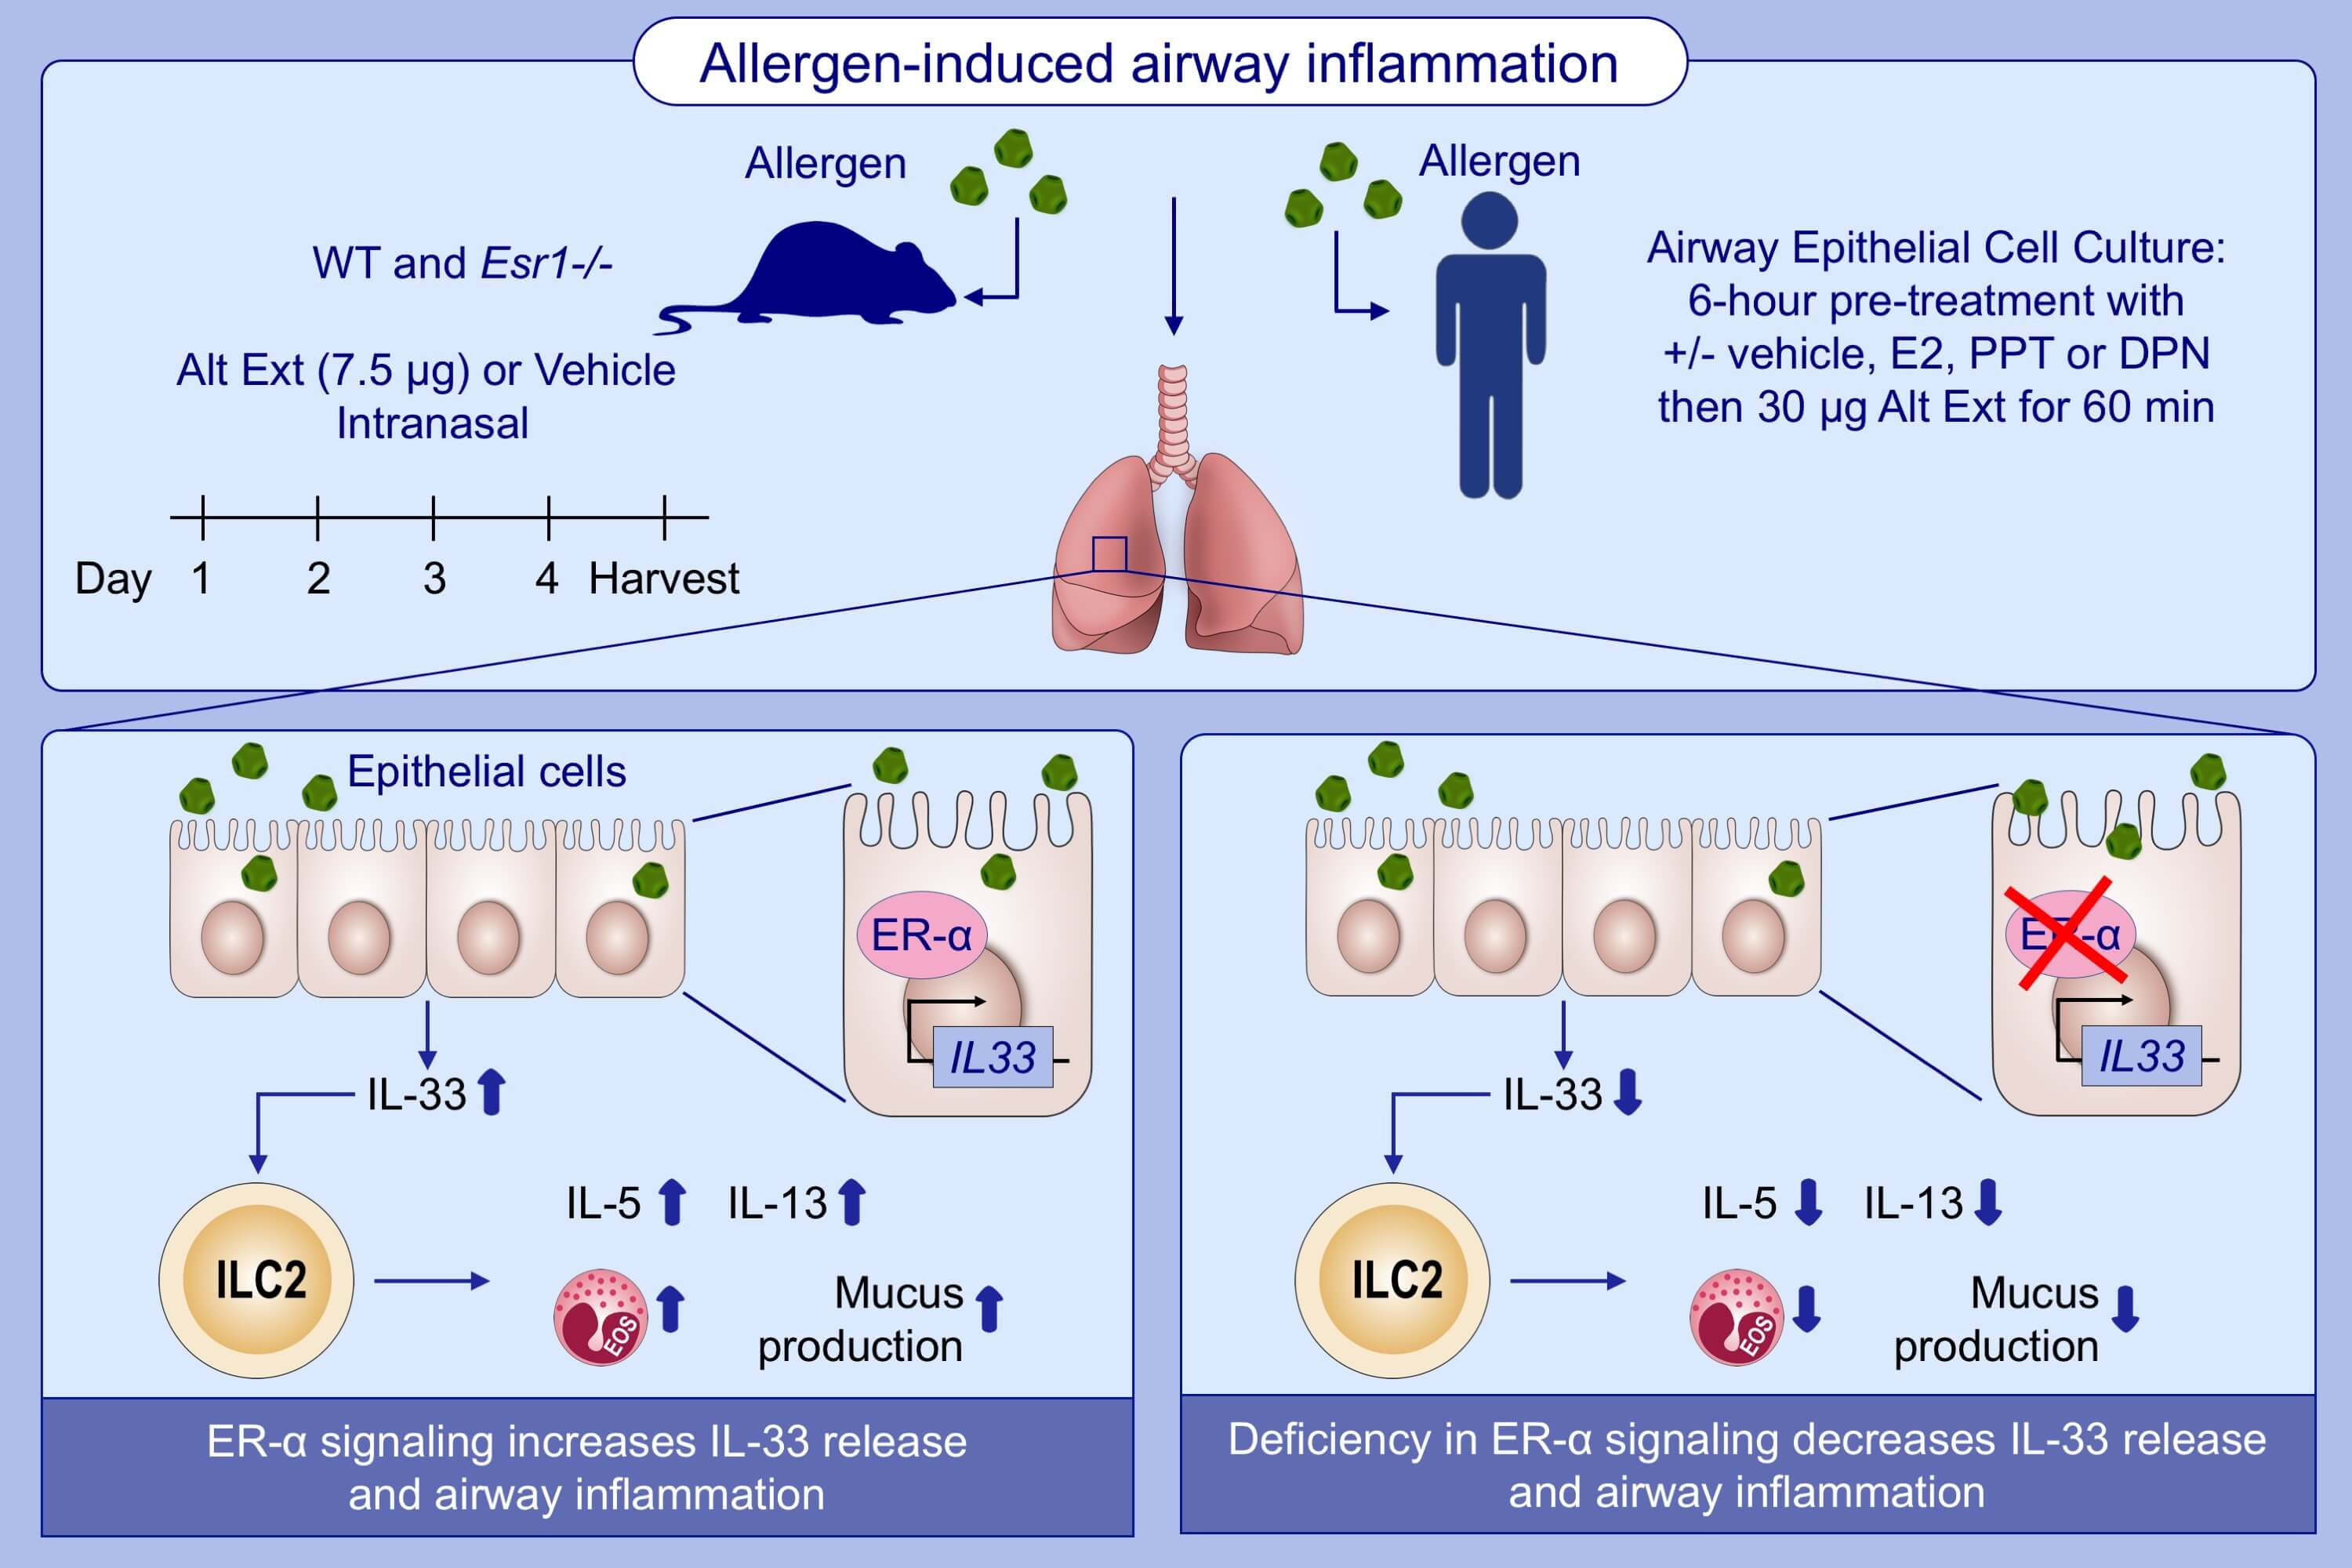 Allergen-induced airway inflammation
Allergen
WT and Esr1-/-
Alt Ext (7.5 µg) or Vehicle
Intranasal
Day 1 2 3 4 Harvest
Allergen
Airway Epithelial Cell Culture:
6-hour pre-treatment with
+/- vehicle, E2, PPT or DPN
then 30 µg Alt Ext for 60 min
Epithelial cells
ER-α
IL33
IL-33
ILC2
IL-5 IL-13
EOS
Mucus
production
ER-α signaling increases IL-33 release
and airway inflammation
ER-α
IL33
IL-33
ILC2
IL-5 IL-13
EOS
Mucus
production
Deficiency in ER-α signaling decreases IL-33 release
and airway inflammation